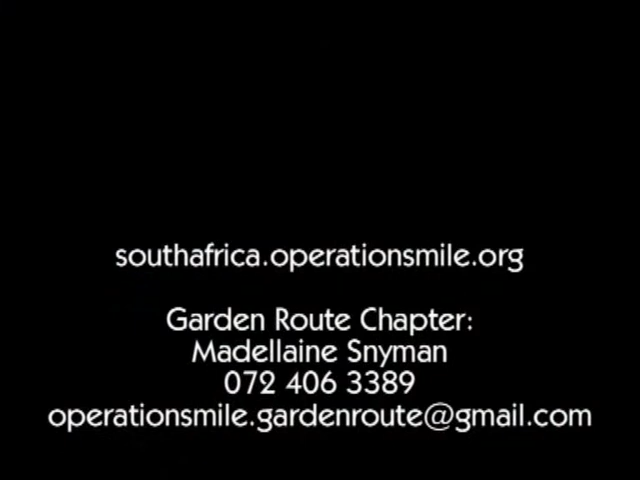 southafrica.operationsmile.org
Garden Route Chapter:
Madellaine Snyman
072 406 3389
operationsmile.gardenroute@gmail.com